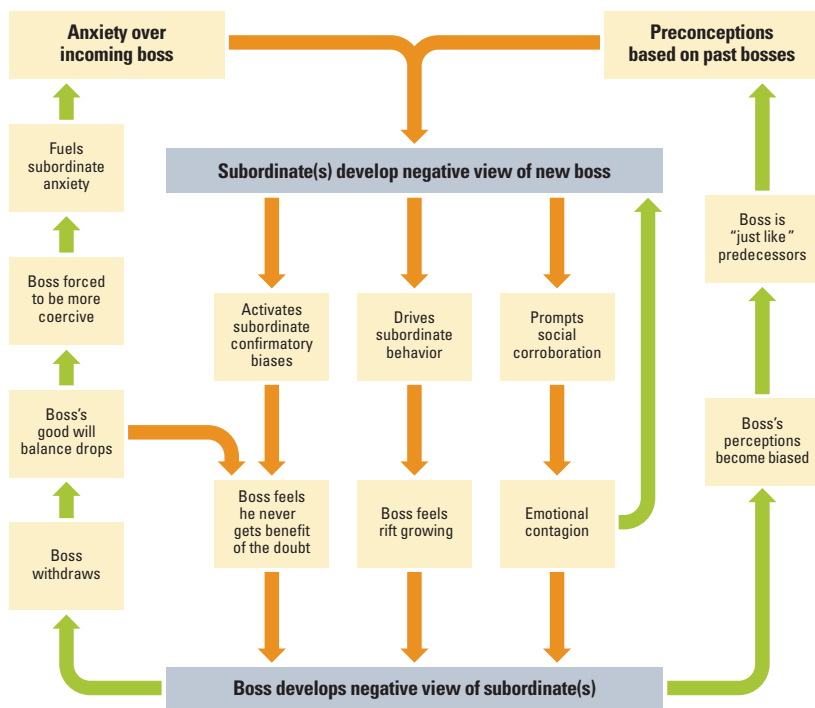 Anxiety over
incoming boss
Preconceptions
based on past bosses
Fuels
subordinate
anxiety
Subordinate(s) develop negative view of new boss
Boss is
“just like”
predecessors
Boss forced
to be more
coercive
Activates
subordinate
confirmatory
biases
Drives
subordinate
behavior
Prompts
social
corroboration
Boss’s
good will
balance drops
Boss’s
perceptions
become biased
Boss feels
he never
gets benefit
of the doubt
Boss feels
rift growing
Emotional
contagion
Boss
withdraws
Boss develops negative view of subordinate(s)